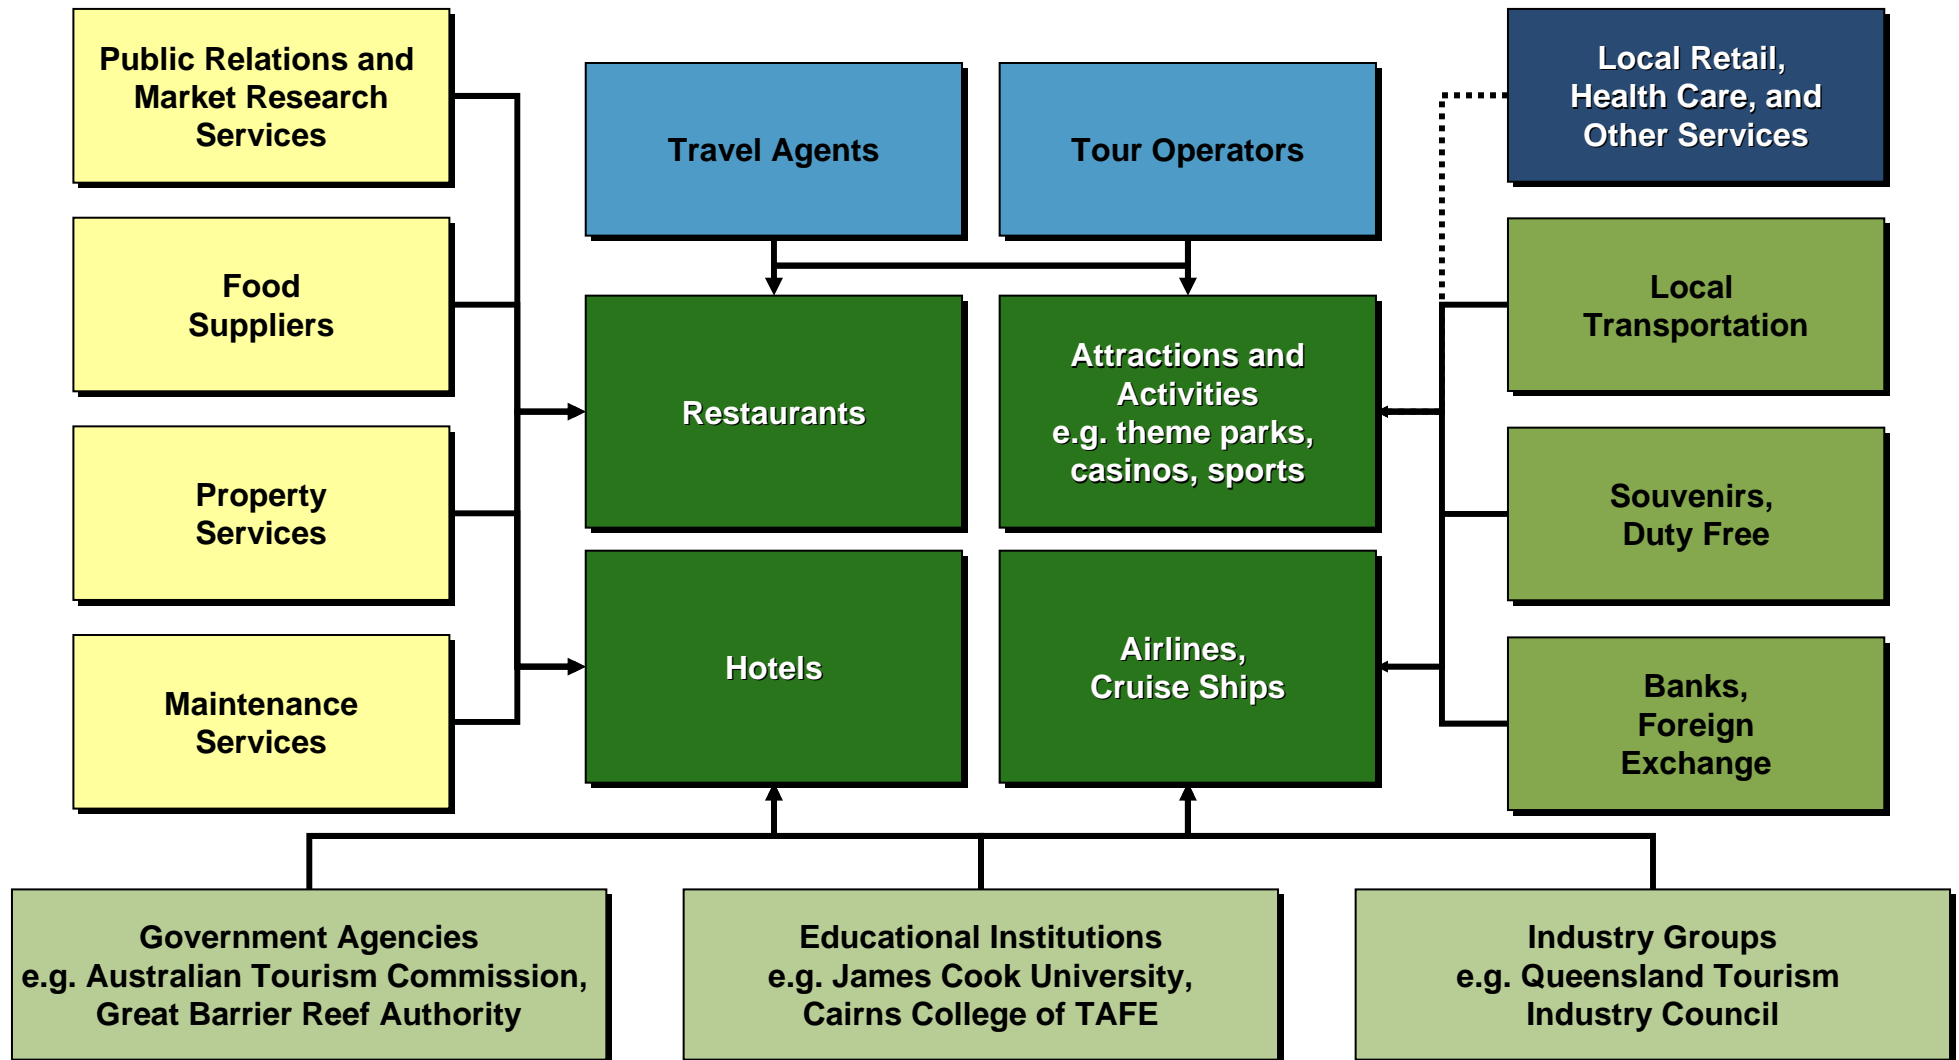 Public Relations and
Market Research
Services
Travel Agents
Tour Operators
Local Retail,
Health Care, and
Other Services
Food
Suppliers
Local
Transportation
Restaurants
Attractions and
Activities
e.g. theme parks,
casinos, sports
Property
Services
Souvenirs,
Duty Free
Maintenance
Services
Hotels
Airlines,
Cruise Ships
Banks,
Foreign
Exchange
Government Agencies
e.g. Australian Tourism Commission,
Great Barrier Reef Authority
Educational Institutions
e.g. James Cook University,
Cairns College of TAFE
Industry Groups
e.g. Queensland Tourism
Industry Council